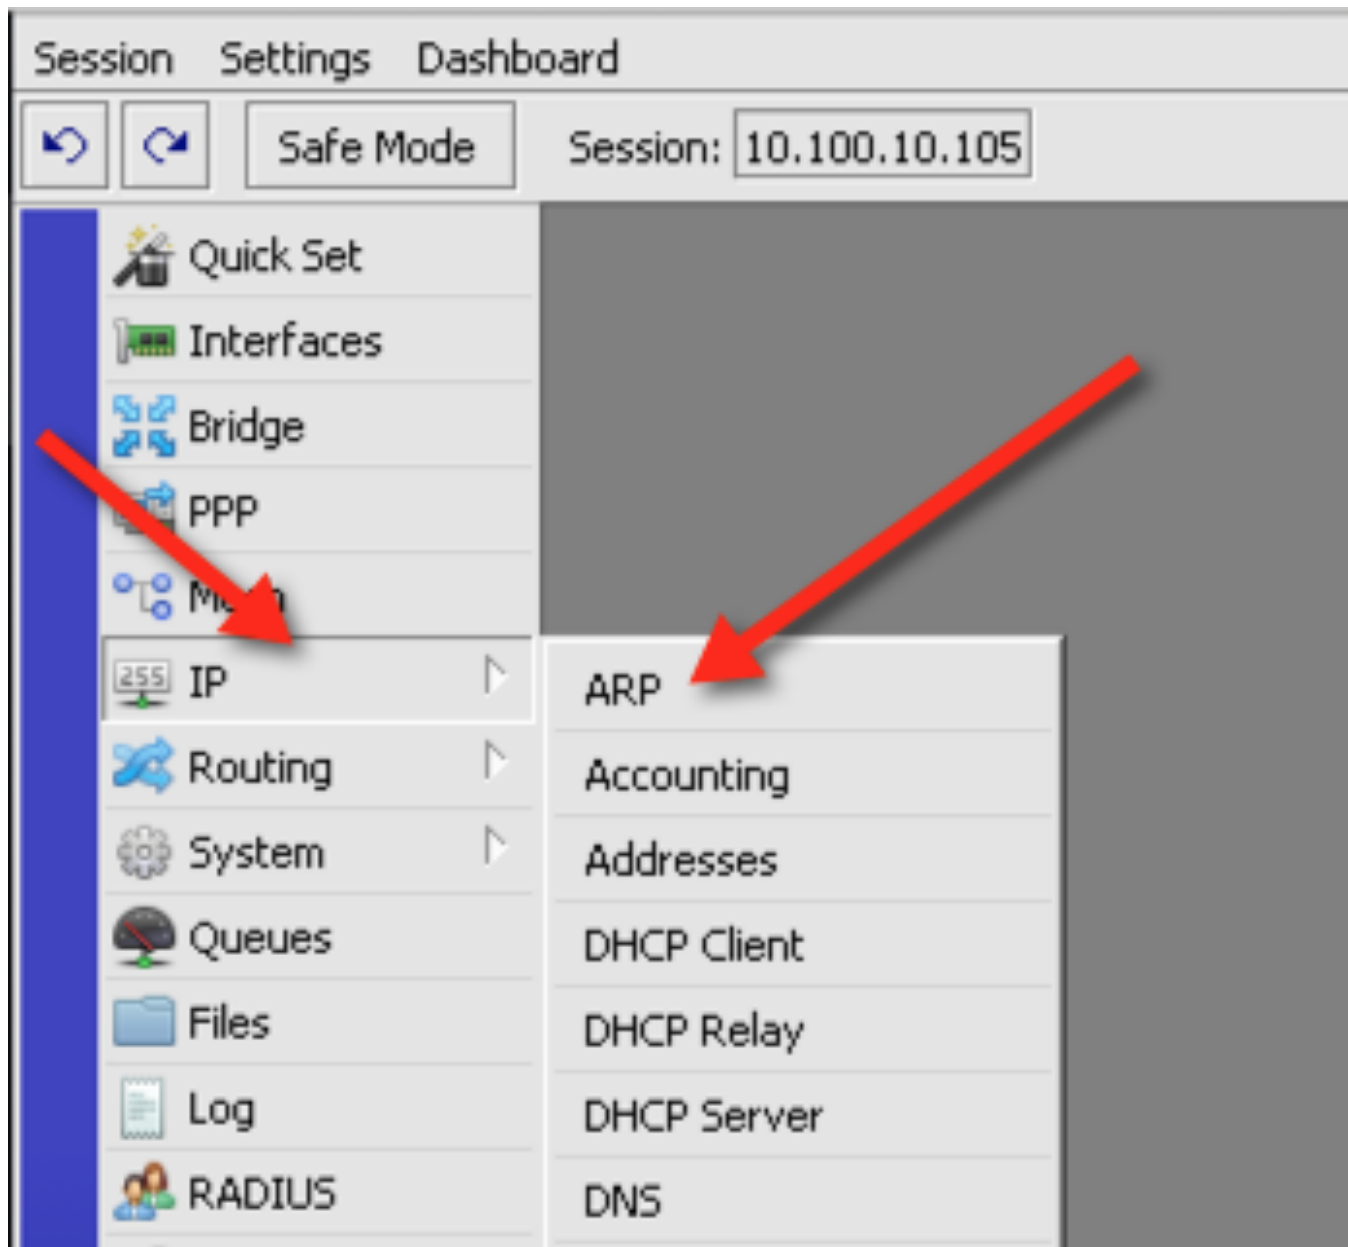 Session Settings Dashboard
Safe Mode Session: 10.100.10.105
Quick Set
Interfaces
Bridge
PPP
255 IP
Routing
System
Queues
Files
Log
RADIUS
ARP
Accounting
Addresses
DHCP Client
DHCP Relay
DHCP Server
DNS